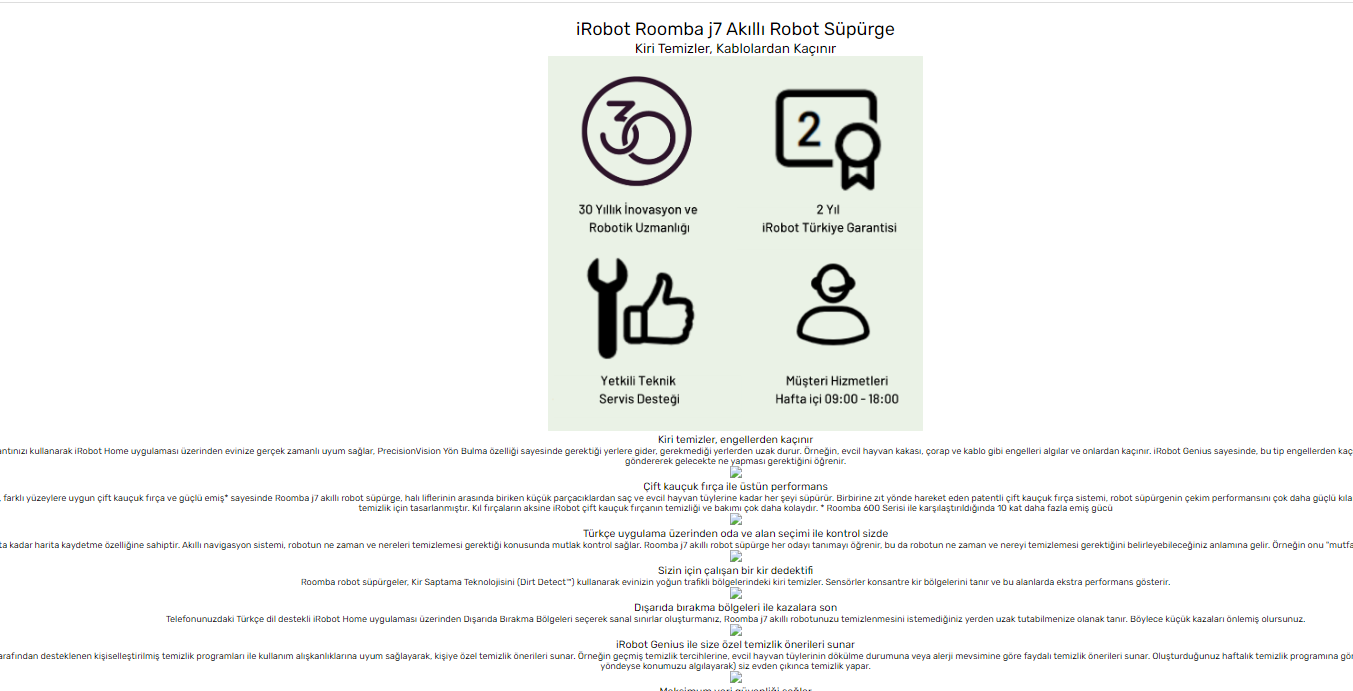 iRobot Roomba j7 Akıllı Robot Süpürge
Kiri Temizler, Kablolardan Kaçınır
30
2
30 Yıllık İnovasyon ve
Robotik Uzmanlığı
2 Yıl
iRobot Türkiye Garantisi
Yetkili Teknik
Servis Desteği
Müşteri Hizmetleri
Hafta içi 09:00 - 18:00
Kiri temizler, engellerden kaçınır
antınızı kullanarak iRobot Home uygulaması üzerinden evinize gerçek zamanlı uyum sağlar, PrecisionVision Yön Bulma özelliği sayesinde gerektiği yerlere gider, gerekmediği yerlerden uzak durur. Örneğin, evcil hayvan kakası, çorap ve kablo gibi engelleri algılar ve onlardan kaçınır. iRobot Genius sayesinde, bu tip engellerden kaç
göndererek gelecekte ne yapması gerektiğini öğrenir.
Çift kauçuk fırça ile üstün performans
, farklı yüzeylere uygun çift kauçuk fırça ve güçlü emiş* sayesinde Roomba j7 akıllı robot süpürge, halı liflerinin arasında biriken küçük parçacıklardan saç ve evcil hayvan tüylerine kadar her şeyi süpürür. Birbirine zıt yönde hareket eden patentli çift kauçuk fırça sistemi, robot süpürgenin çekim performansını çok daha güçlü kıla
temizlik için tasarlanmıştır. Kıl fırçaların aksine iRobot çift kauçuk fırçanın temizliği ve bakımı çok daha kolaydır. * Roomba 600 Serisi ile karşılaştırıldığında 10 kat daha fazla emiş gücü
Türkçe uygulama üzerinden oda ve alan seçimi ile kontrol sizde
ta kadar harita kaydetme özelliğine sahiptir. Akıllı navigasyon sistemi, robotun ne zaman ve nereleri temizlemesi gerektiği konusunda mutlak kontrol sağlar. Roomba j7 akıllı robot süpürge her odayı tanımayı öğrenir, bu da robotun ne zaman ve nereyi temizlemesi gerektiğini belirleyebileceğiniz anlamına gelir. Örneğin onu "mutfa
Sizin için çalışan bir kir dedektifi
Roomba robot süpürgeler, Kir Saptama Teknolojisini (Dirt Detect™) kullanarak evinizin yoğun trafikli bölgelerindeki kiri temizler. Sensörler konsantre kir bölgelerini tanır ve bu alanlarda ekstra performans gösterir.
Dışarıda bırakma bölgeleri ile kazalara son
Telefonunuzdaki Türkçe dil destekli iRobot Home uygulaması üzerinden Dışarıda Bırakma Bölgeleri seçerek sanal sınırlar oluşturmanız, Roomba j7 akıllı robotunuzu temizlenmesini istemediğiniz yerden uzak tutabilmenize olanak tanır. Böylece küçük kazaları önlemiş olursunuz.
iRobot Genius ile size özel temizlik önerileri sunar
arafından desteklenen kişiselleştirilmiş temizlik programları ile kullanım alışkanlıklarına uyum sağlayarak, kişiye özel temizlik önerileri sunar. Örneğin geçmiş temizlik tercihlerine, evcil hayvan tüylerinin dökülme durumuna veya alerji mevsimine göre faydalı temizlik önerileri sunar. Oluşturduğunuz haftalık temizlik programına gör
yöndeyse konumuzu algılayarak) siz evden çıkınca temizlik yapar.
Maksimum veri güvenliği sağlar